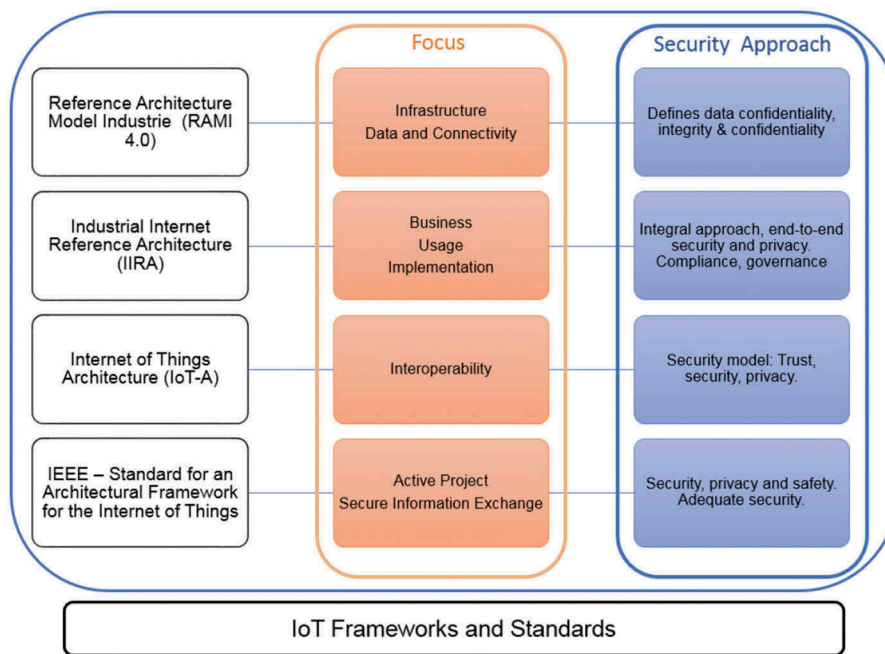 Focus
Security Approach
Reference Architecture
Model Industrie (RAMI
4.0)
Infrastructure
Data and Connectivity
Defines data confidentiality,
integrity & confidentiality
Industrial Internet
Reference Architecture
(IIRA)
Business
Usage
Implementation
Integral approach, end-to-end
security and privacy.
Compliance, governance
Internet of Things
Architecture (IoT-A)
Interoperability
Security model: Trust,
security, privacy.
IEEE – Standard for an
Architectural Framework
for the Internet of Things
Active Project
Secure Information Exchange
Security, privacy and safety.
Adequate security.
IoT Frameworks and Standards